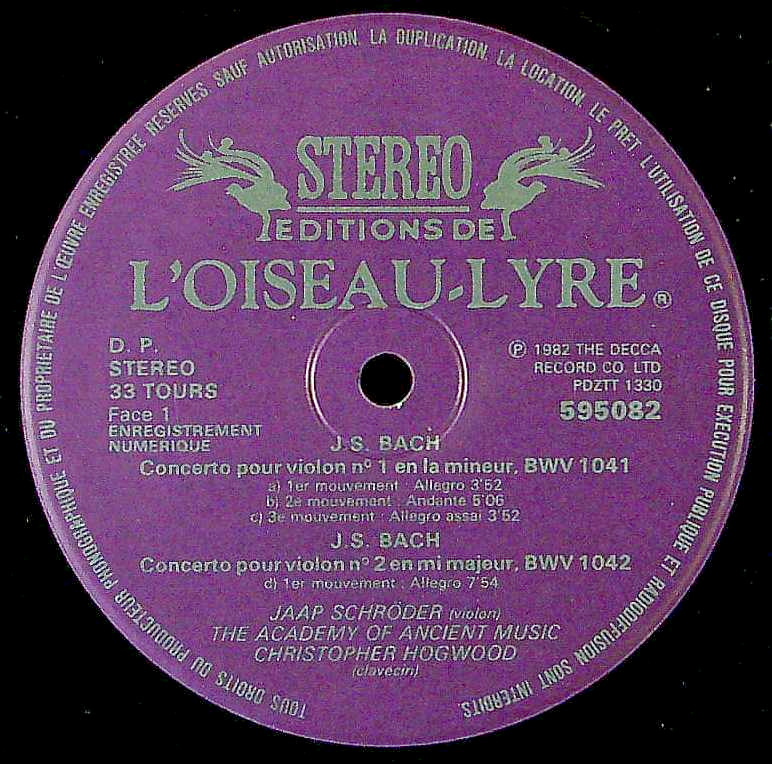 TOUS DROITS DU PRODUCTEUR PHONOGRAPHIQUE ET DU PROPRIETAIRE DE L'ŒUVRE ENREGISTREE RESERVES. SAUF AUTORISATION. LA DUPLICATION. LA LOCATION. LE PRET L'UTILISATION DE CE DISQUE POUR EXECUTION PUBLIQUE ET RADIODIFFUSION SONT INTERDITS.
STEREO
EDITIONS DE
L'OISEAU-LYRE®
D. P.
STEREO
33 TOURS
Face 1
ENREGISTREMENT
NUMERIQUE
℗ 1982 THE DECCA
RECORD CO LTD
PDZTT 1330
595082
J.S. BACH
Concerto pour violon nº 1 en la mineur, BWV 1041
a) 1er mouvement : Allegro 3'52
b) 2e mouvement : Andante 5'06
c) 3e mouvement : Allegro assai 3'52
J.S. BACH
Concerto pour violon nº 2 en mi majeur, BWV 1042
d) 1er mouvement : Allegro 7'54
JAAP SCHRÖDER (violon)
THE ACADEMY OF ANCIENT MUSIC
CHRISTOPHER HOGWOOD
(clavecin)